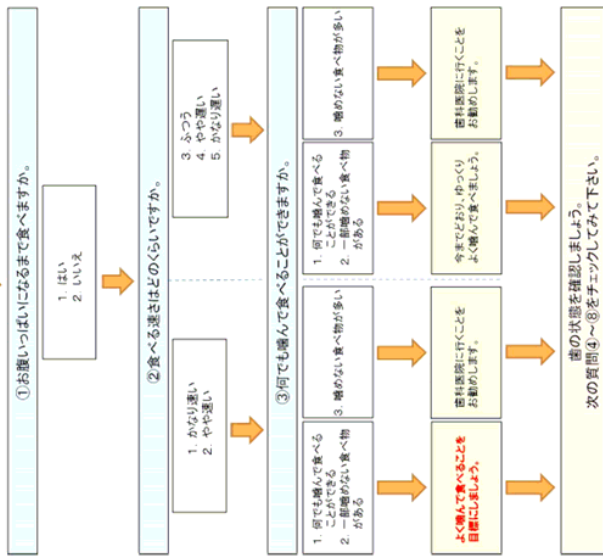 ①お腹いっぱいになるまで食べますか。
1. はい
2. いいえ
②食べる速さはどのくらいですか。
1. かなり速い
2. やや速い
3. ふつう
4. やや遅い
5. かなり遅い
③何でも噛んで食べることができますか。
1. 何でも噛んで食べる
ことができる
2. 一部噛めない食べ物
がある
3. 噛めない食べ物が多い
1. 何でも噛んで食べる
ことができる
2. 一部噛めない食べ物
がある
3. 噛めない食べ物が多い
よく噛んで食べることを
目標にしましょう。
歯科医院に行くことを
お勧めします。
今までどおり、ゆっくり
よく噛んで食べましょう。
歯科医院に行くことを
お勧めします。
歯の状態を確認しましょう。
次の質問④～⑧をチェックしてみて下さい。